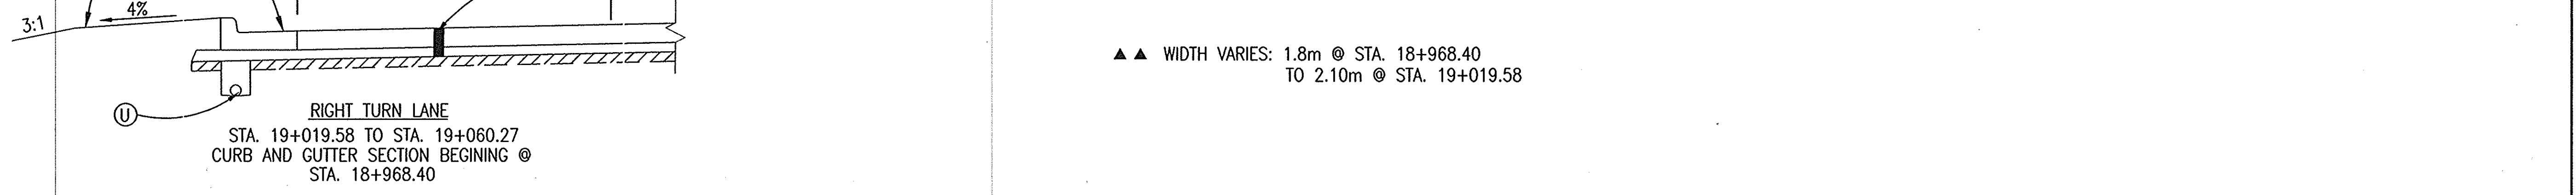 3:1
4%
U
RIGHT TURN LANE
STA. 19+019.58 TO STA. 19+060.27
CURB AND GUTTER SECTION BEGINING @
STA. 18+968.40
▲ ▲ WIDTH VARIES: 1.8m @ STA. 18+968.40
TO 2.10m @ STA. 19+019.58